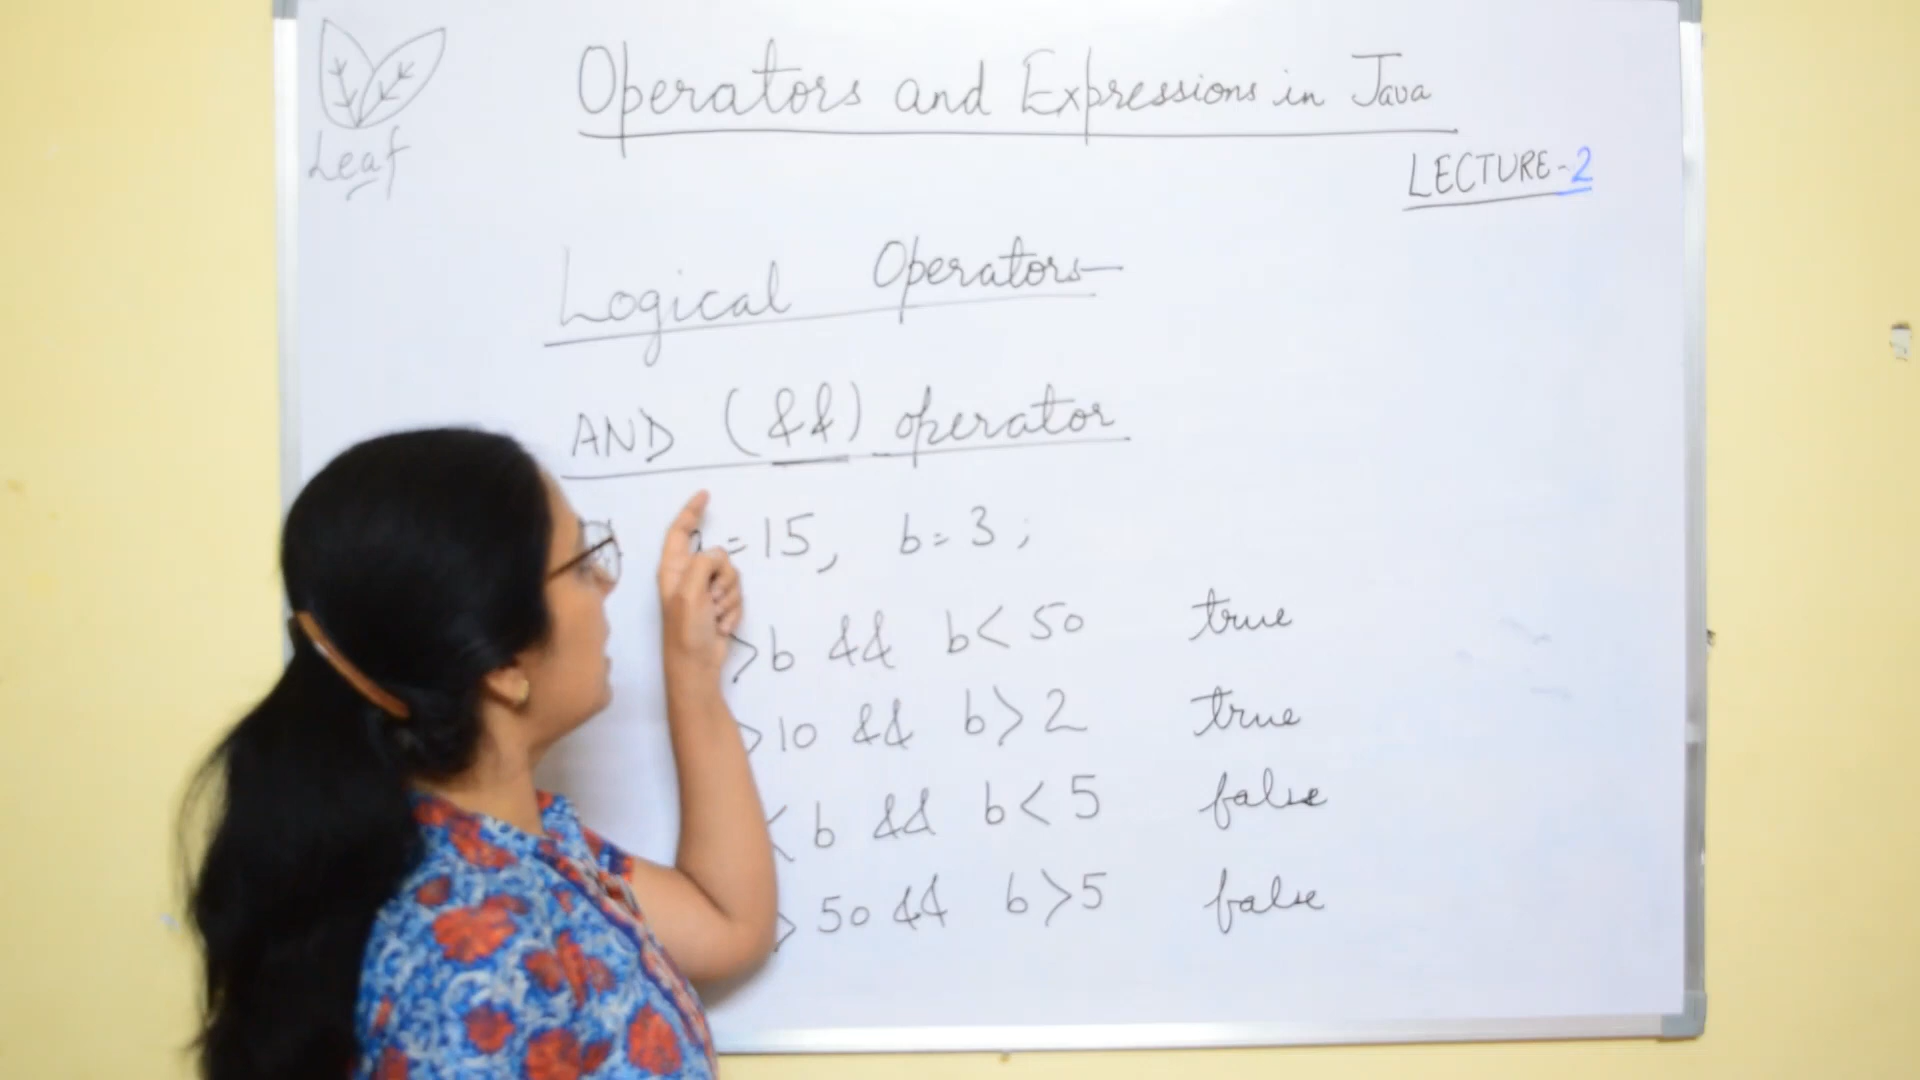 Leaf
Operators and Expressions in Java
LECTURE-2
Logical Operators—
AND (&&) operator
=15, b=3;
>b && b<50 true
>10 && b>2 true
< b && b<5 false
> 50 && b>5 false